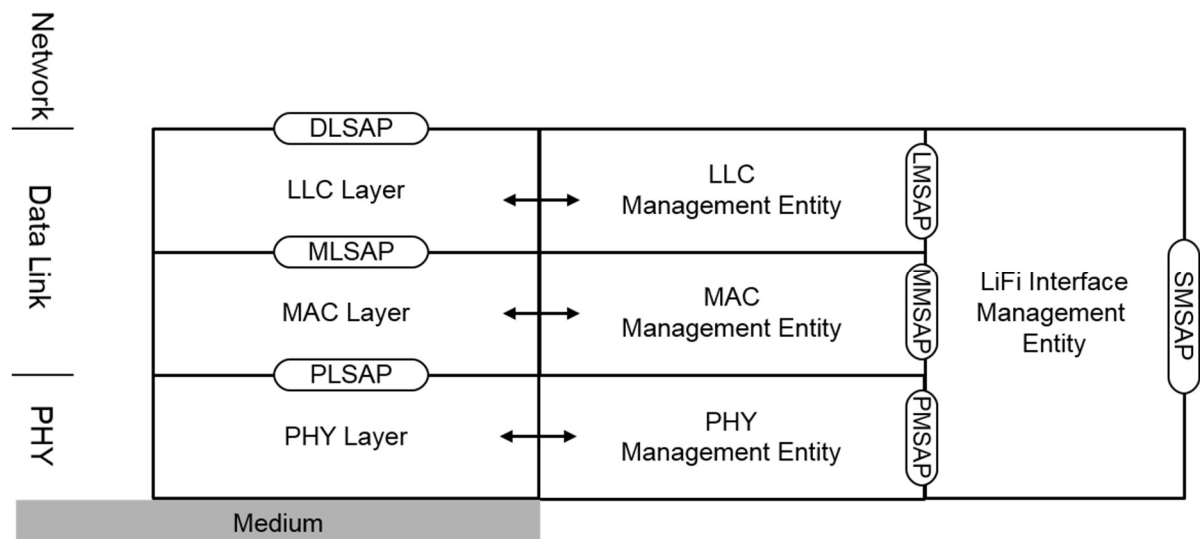 Network
DLSAP
LLC Layer
LLC
Management Entity
LMSAP
Data Link
MLSAP
MAC Layer
MAC
Management Entity
MMSAP
LiFi Interface
Management
Entity
SMSAP
PLSAP
PHY
PHY Layer
PHY
Management Entity
PMSAP
Medium